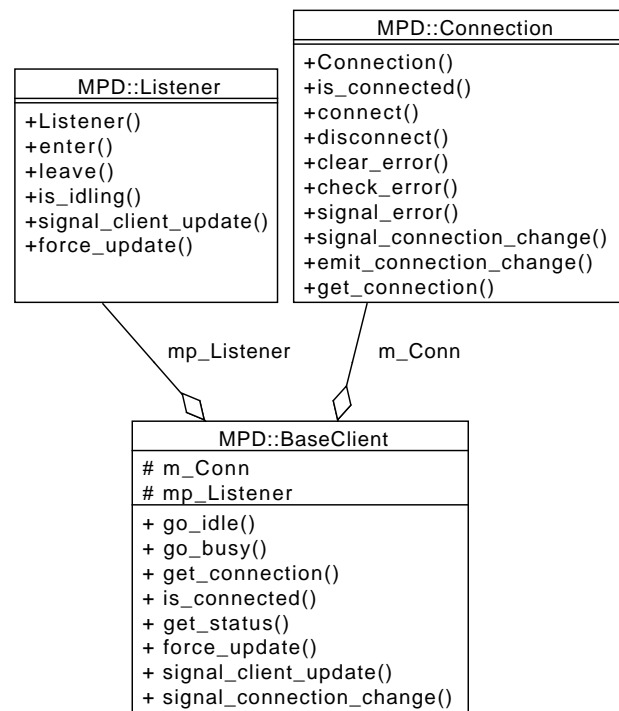 MPD::Listener
+Listener()
+enter()
+leave()
+is_idling()
+signal_client_update()
+force_update()
MPD::Connection
+Connection()
+is_connected()
+connect()
+disconnect()
+clear_error()
+check_error()
+signal_error()
+signal_connection_change()
+emit_connection_change()
+get_connection()
mp_Listener
m_Conn
MPD::BaseClient
# m_Conn
# mp_Listener
+ go_idle()
+ go_busy()
+ get_connection()
+ is_connected()
+ get_status()
+ force_update()
+ signal_client_update()
+ signal_connection_change()